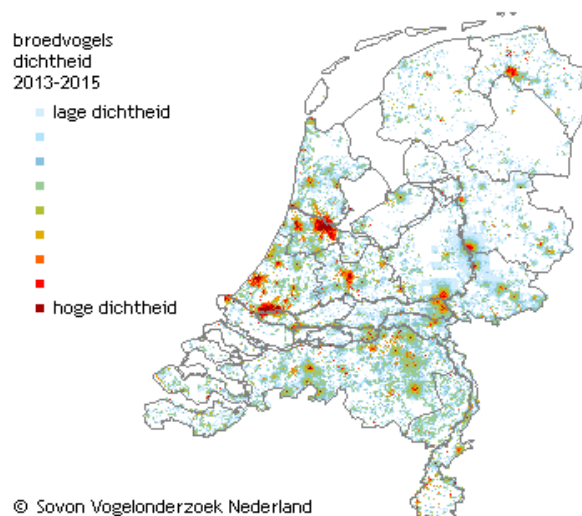 broedvogels
dichtheid
2013-2015
lage dichtheid
hoge dichtheid
© Sovon Vogelonderzoek Nederland